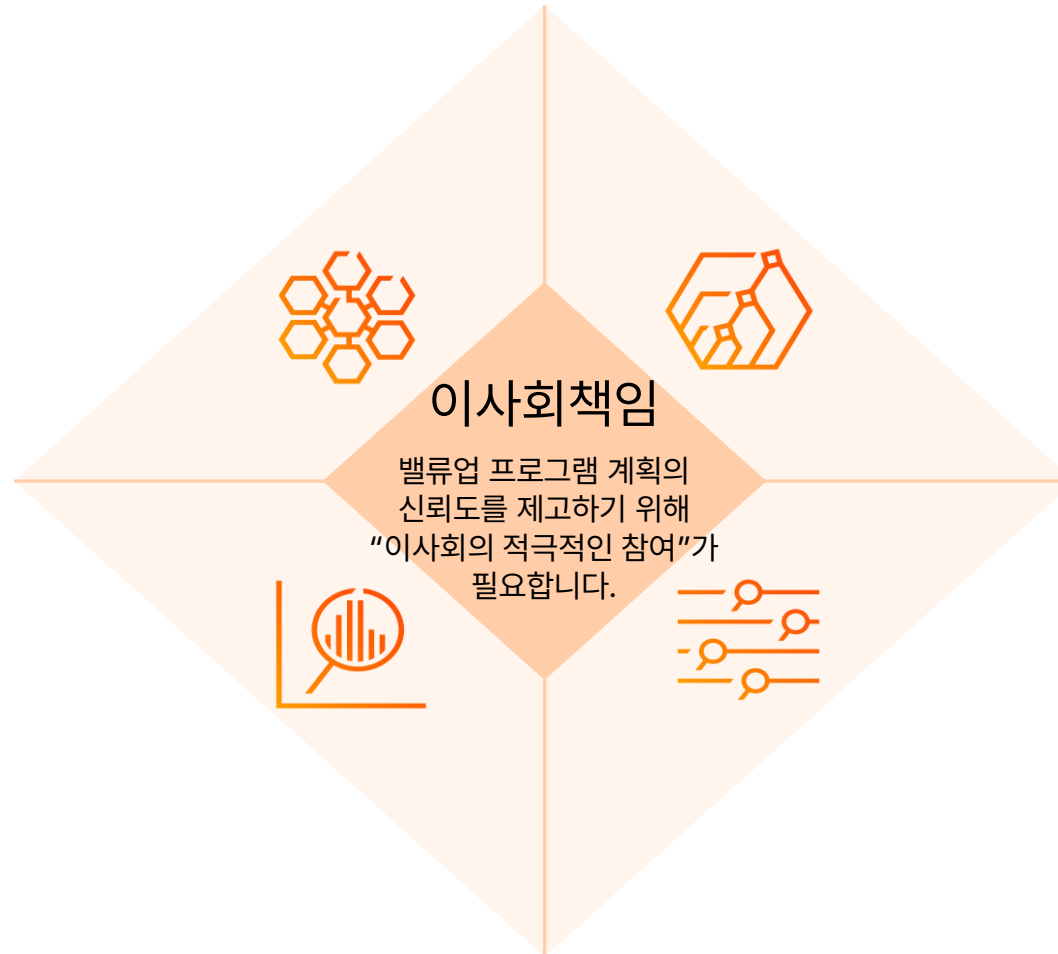 이사회책임
밸류업 프로그램 계획의
신뢰도를 제고하기 위해
“이사회의 적극적인 참여”가
필요합니다.